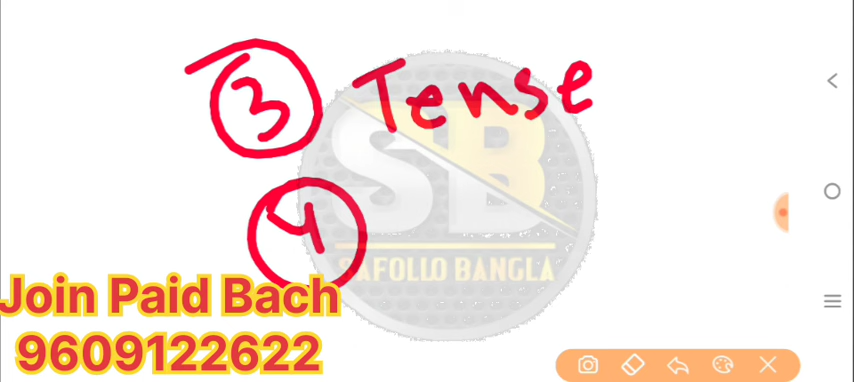 ③ Tense
④
SB
SAFOLLO BANGLA
Join Paid Bach
9609122622